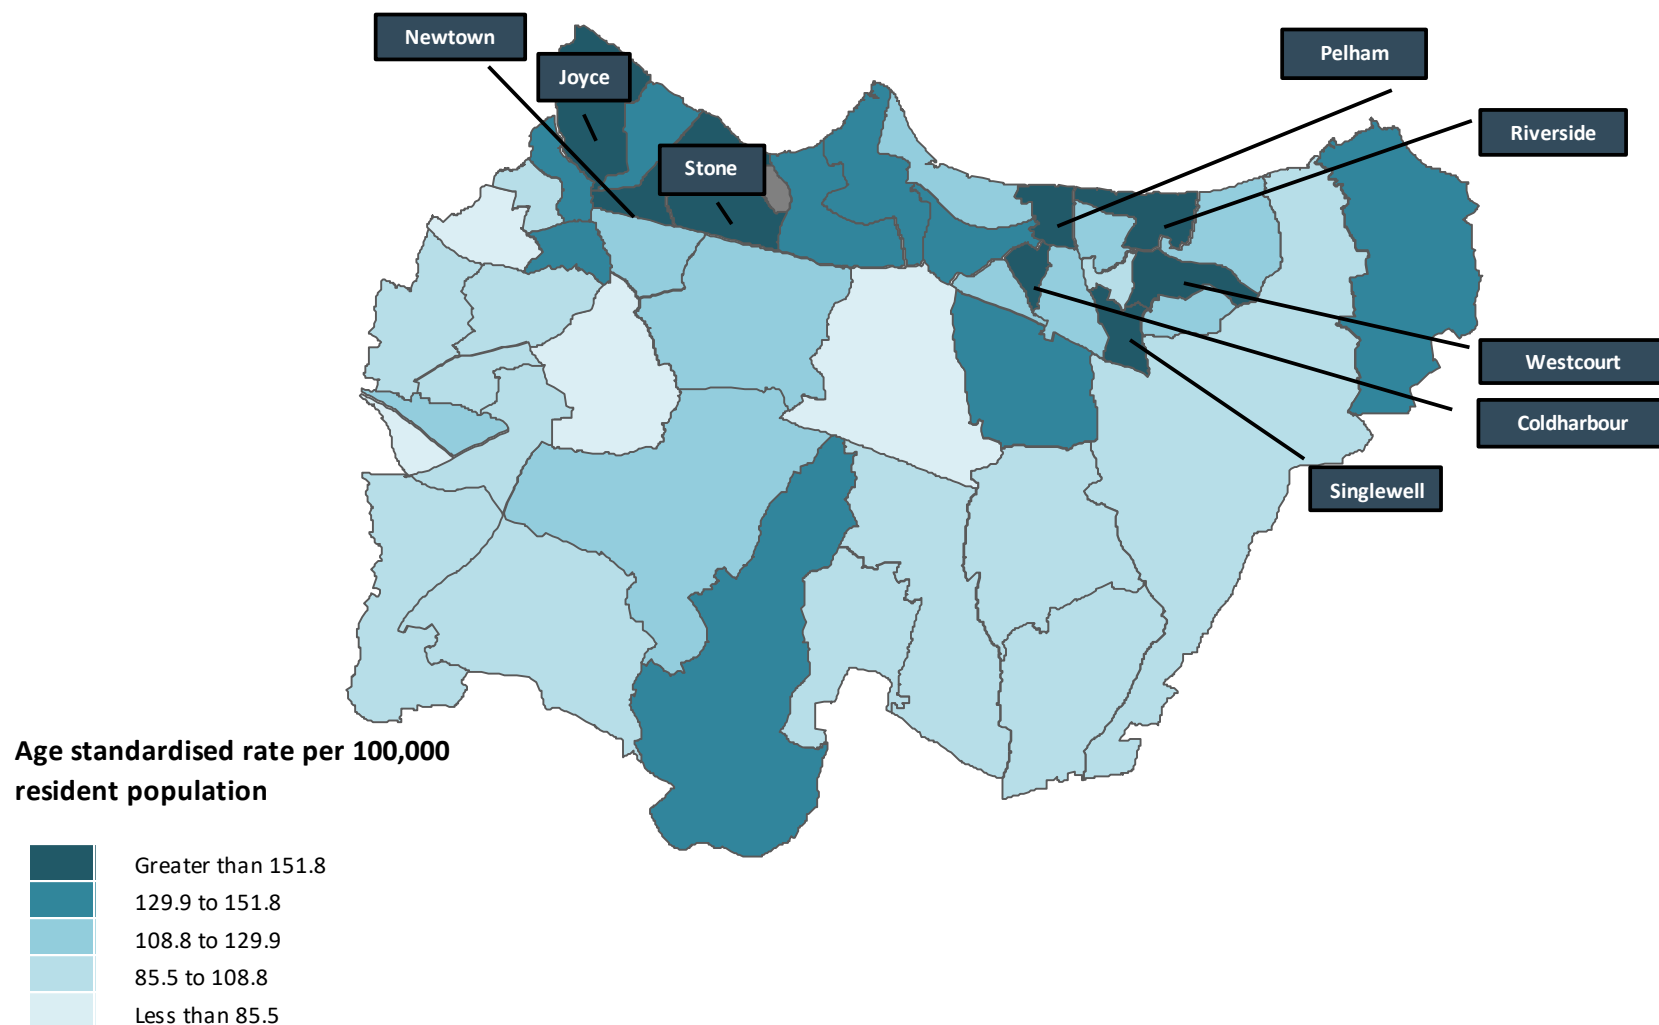 Newtown
Joyce
Stone
Pelham
Riverside
Westcourt
Coldharbour
Singlewell
Age standardised rate per 100,000
resident population
Greater than 151.8
129.9 to 151.8
108.8 to 129.9
85.5 to 108.8
Less than 85.5